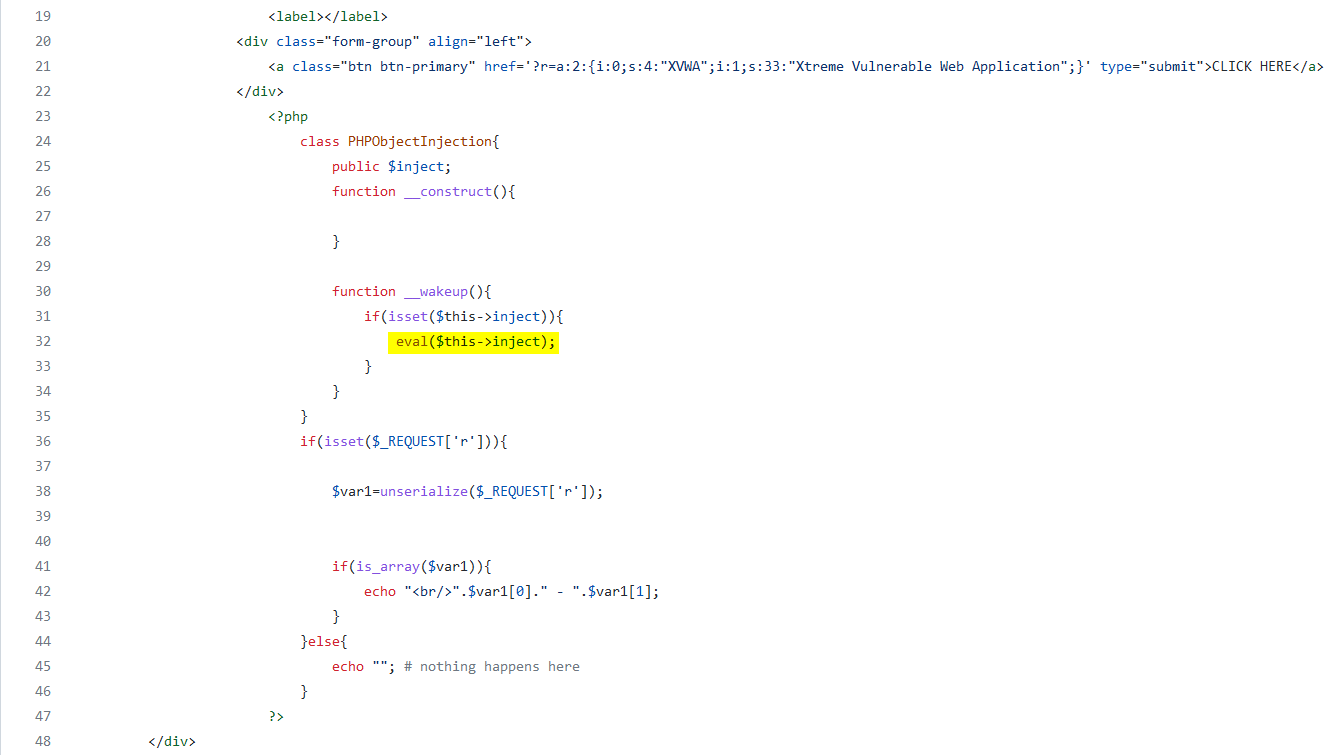 19 <label></label>
20 <div class="form-group" align="left">
21 <a class="btn btn-primary" href='?r=a:2:{i:0;s:4:"XVWA";i:1;s:33:"Xtreme Vulnerable Web Application";}' type="submit">CLICK HERE</a>
22 </div>
23 <?php
24 class PHPObjectInjection{
25 public $inject;
26 function __construct(){
27
28 }
29
30 function __wakeup(){
31 if(isset($this->inject)){
32 eval($this->inject);
33 }
34 }
35 }
36 if(isset($_REQUEST['r'])){
37
38 $var1=unserialize($_REQUEST['r']);
39
40
41 if(is_array($var1)){
42 echo "<br/>".$var1[0]." - ".$var1[1];
43 }
44 }else{
45 echo ""; # nothing happens here
46 }
47 ?>
48 </div>